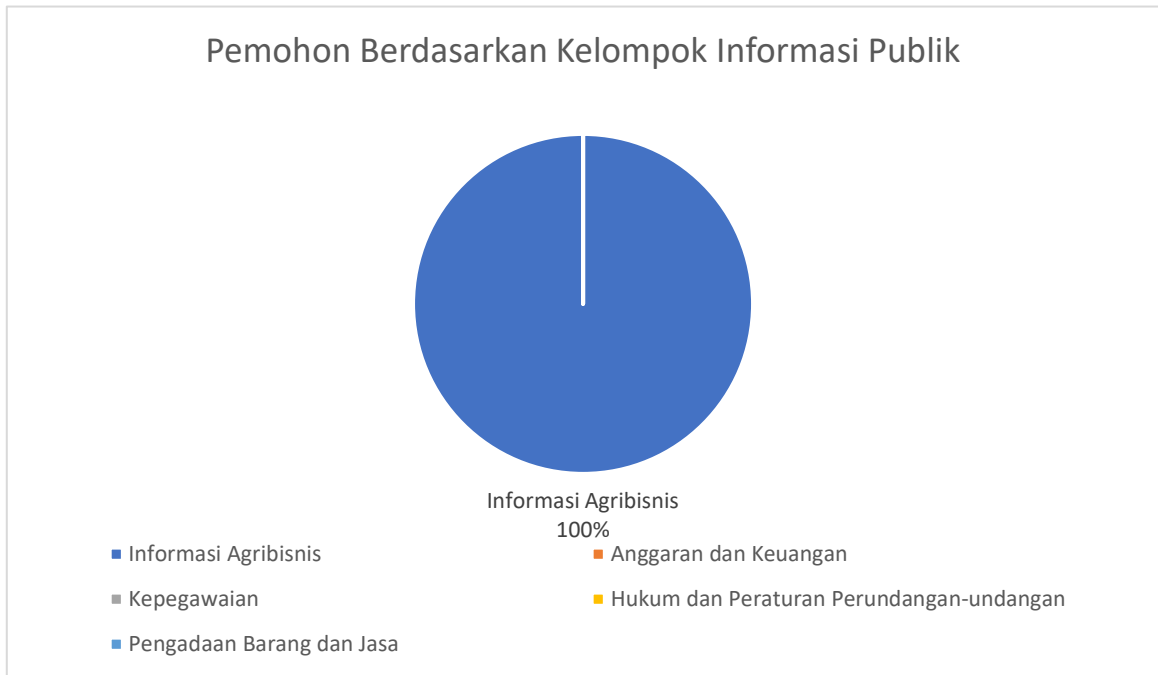 Pemohon Berdasarkan Kelompok Informasi Publik
Informasi Agribisnis
100%
Informasi Agribisnis
Anggaran dan Keuangan
Kepegawaian
Hukum dan Peraturan Perundangan-undangan
Pengadaan Barang dan Jasa